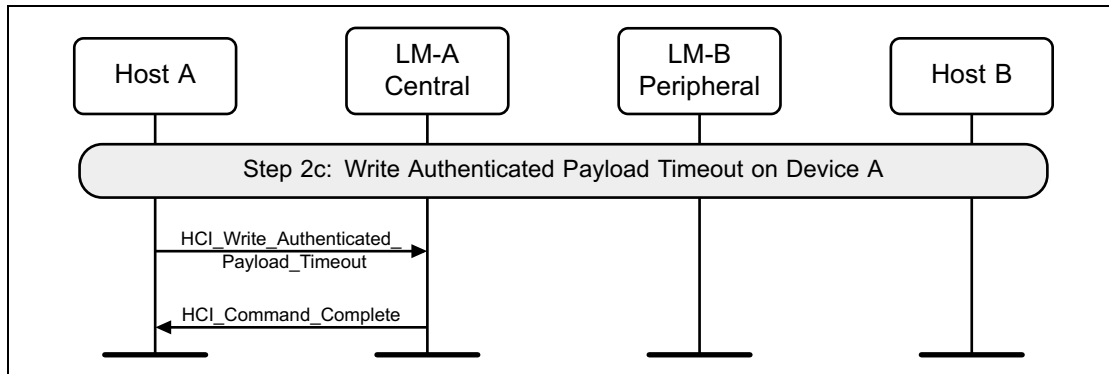 Host A
LM-A
Central
LM-B
Peripheral
Host B
Step 2c: Write Authenticated Payload Timeout on Device A
HCI_Write_Authenticated_
Payload_Timeout
HCI_Command_Complete